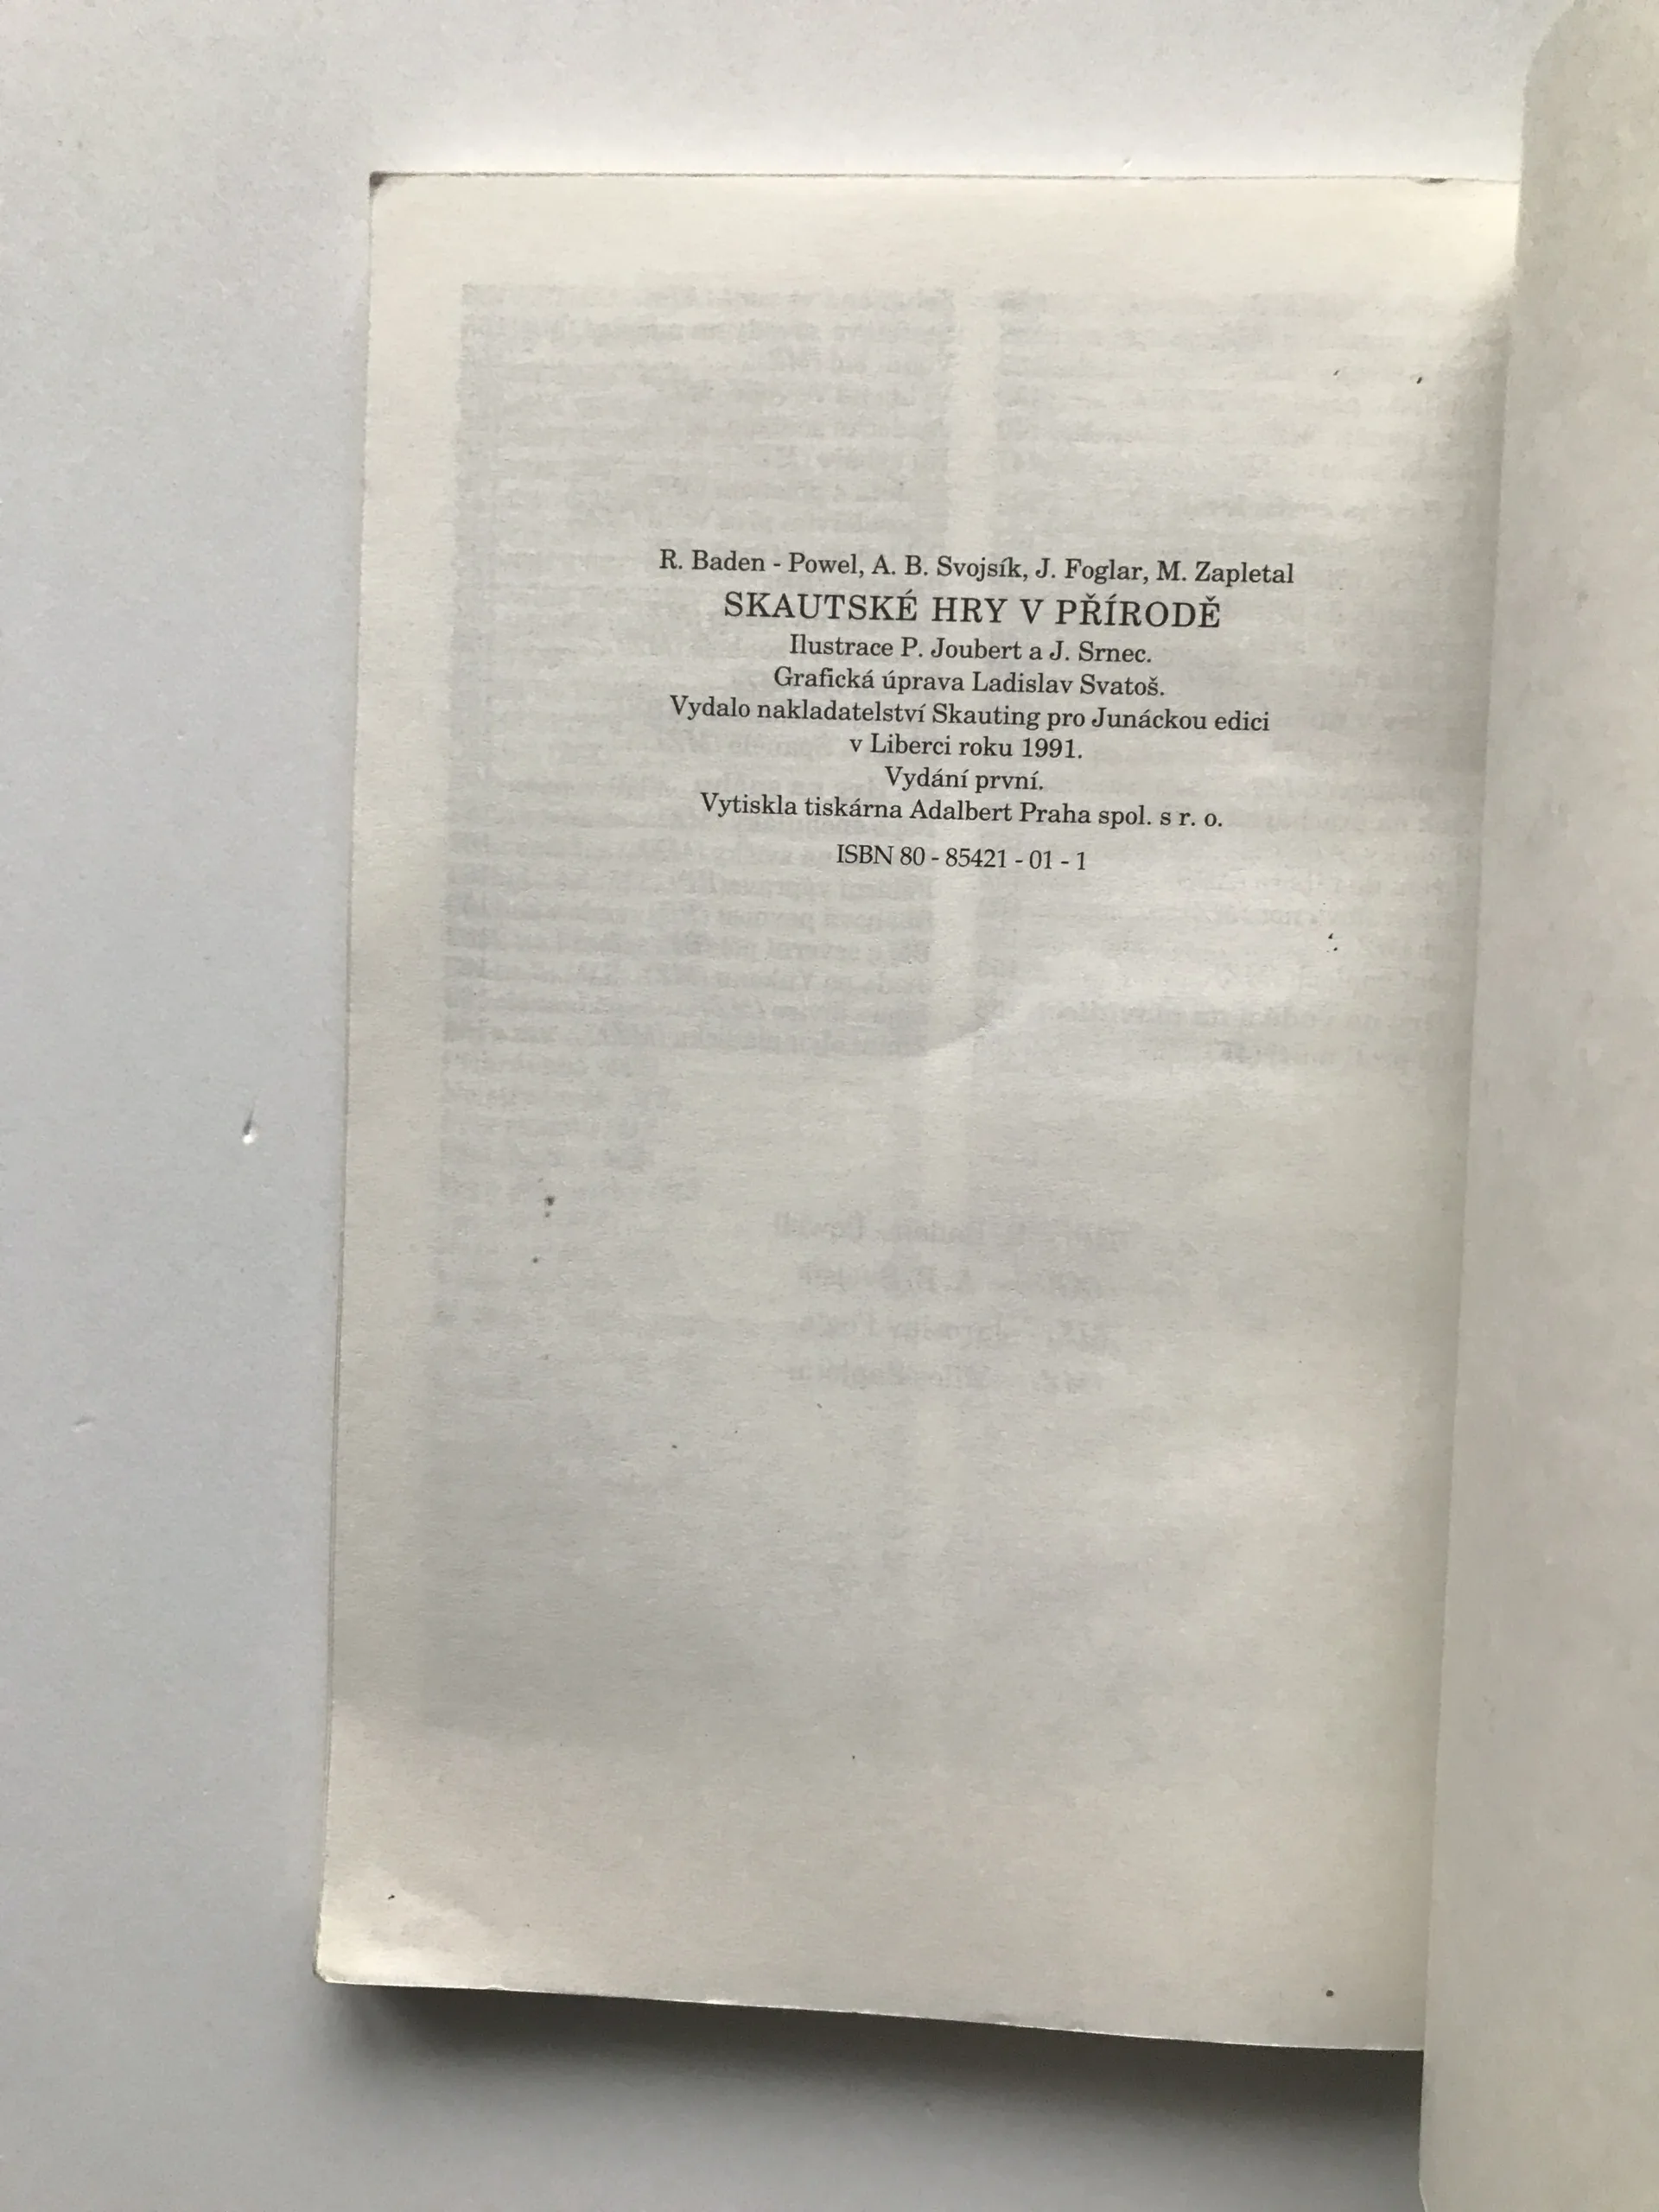 R. Baden - Powel, A. B. Svojsík, J. Foglar, M. Zapletal
SKAUTSKÉ HRY V PŘÍRODĚ
Ilustrace P. Joubert a J. Srnec.
Grafická úprava Ladislav Svatoš.
Vydalo nakladatelství Skauting pro Junáckou edici
v Liberci roku 1991.
Vydání první.
Vytiskla tiskárna Adalbert Praha spol. s r. o.
ISBN 80 - 85421 - 01 - 1